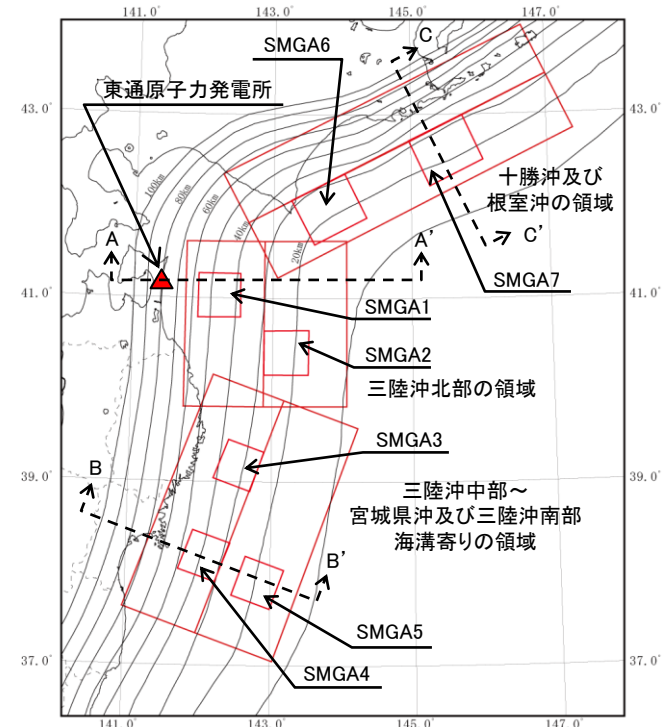 141.0°
143.0°
145.0°
147.0°
SMGA6
C
東通原子力発電所
43.0°
43.0°
100km
80km
60km
40km
20km
十勝沖及び
根室沖の領域
C'
A
A'
SMGA7
41.0°
41.0°
SMGA1
SMGA2
三陸沖北部の領域
SMGA3
39.0°
39.0°
B
三陸沖中部~
宮城県沖及び三陸沖南部
海溝寄りの領域
B'
SMGA5
SMGA4
37.0°
37.0°
141.0°
143.0°
145.0°
147.0°